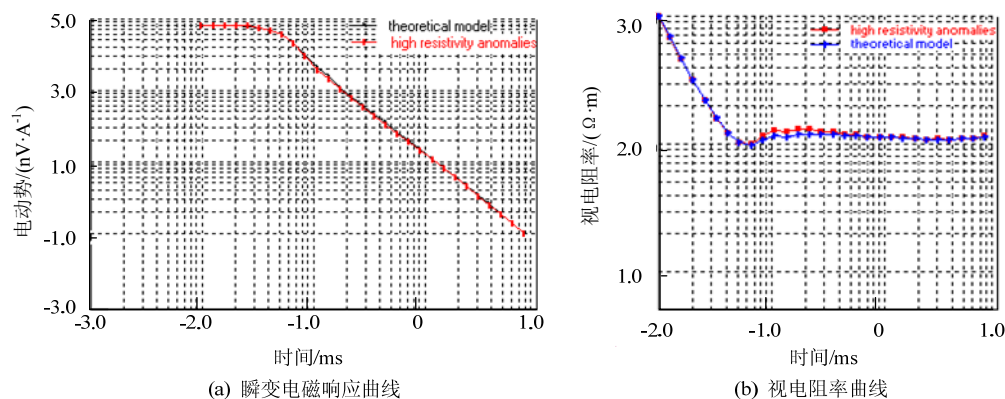 5.0
3.0
1.0
-1.0
-3.0
电动势/(nV·A⁻¹)
theoretical model
high resistivity anomalies
-3.0 -2.0 -1.0 0 1.0
时间/ms
(a) 瞬变电磁响应曲线
3.0
2.0
1.0
视电阻率/(Ω·m)
high resistivity anomalies
theoretical model
-2.0 -1.0 0 1.0
时间/ms
(b) 视电阻率曲线